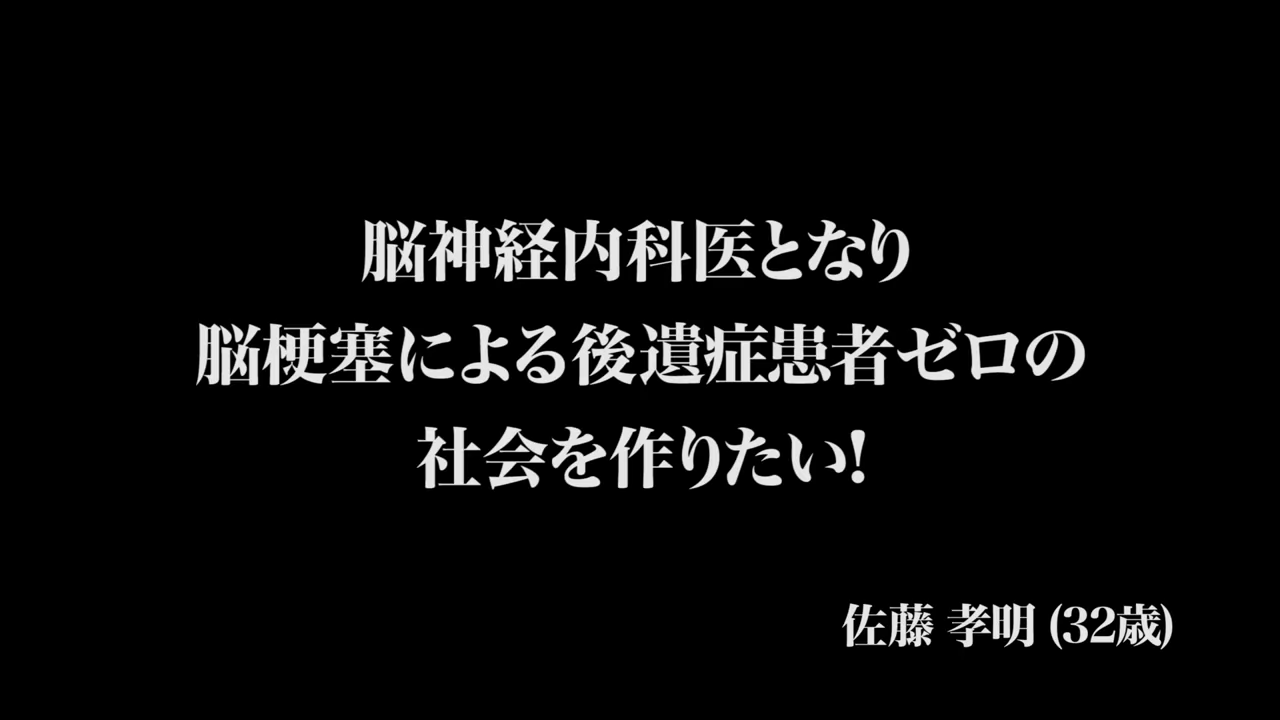 脳神経内科医となり
脳梗塞による後遺症患者ゼロの
社会を作りたい!
佐藤 孝明 (32歳)